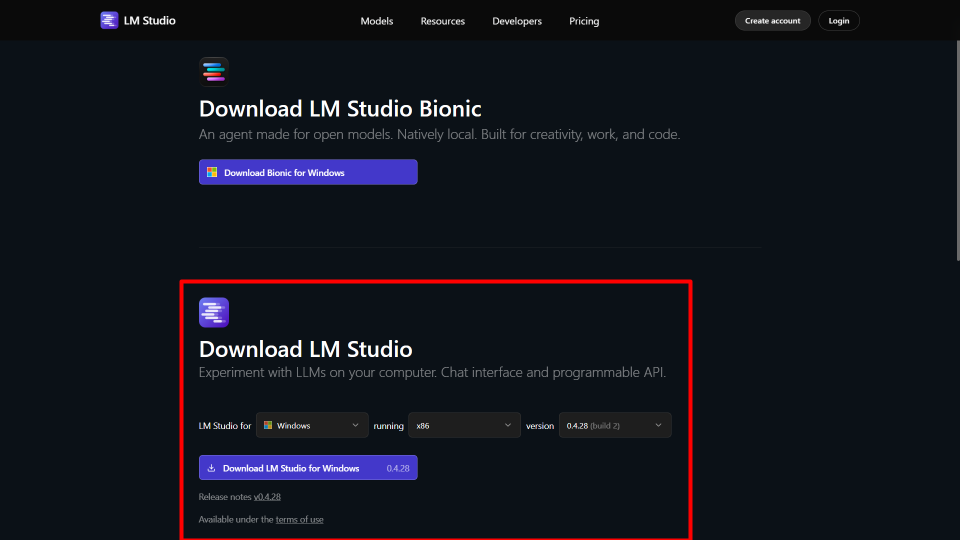 LM Studio Models Resources Developers Pricing Create account Login
Download LM Studio Bionic
An agent made for open models. Natively local. Built for creativity, work, and code.
Download Bionic for Windows
Download LM Studio
Experiment with LLMs on your computer. Chat interface and programmable API.
LM Studio for Windows running x86 version 0.4.28 (build 2)
Download LM Studio for Windows 0.4.28
Release notes v0.4.28
Available under the terms of use